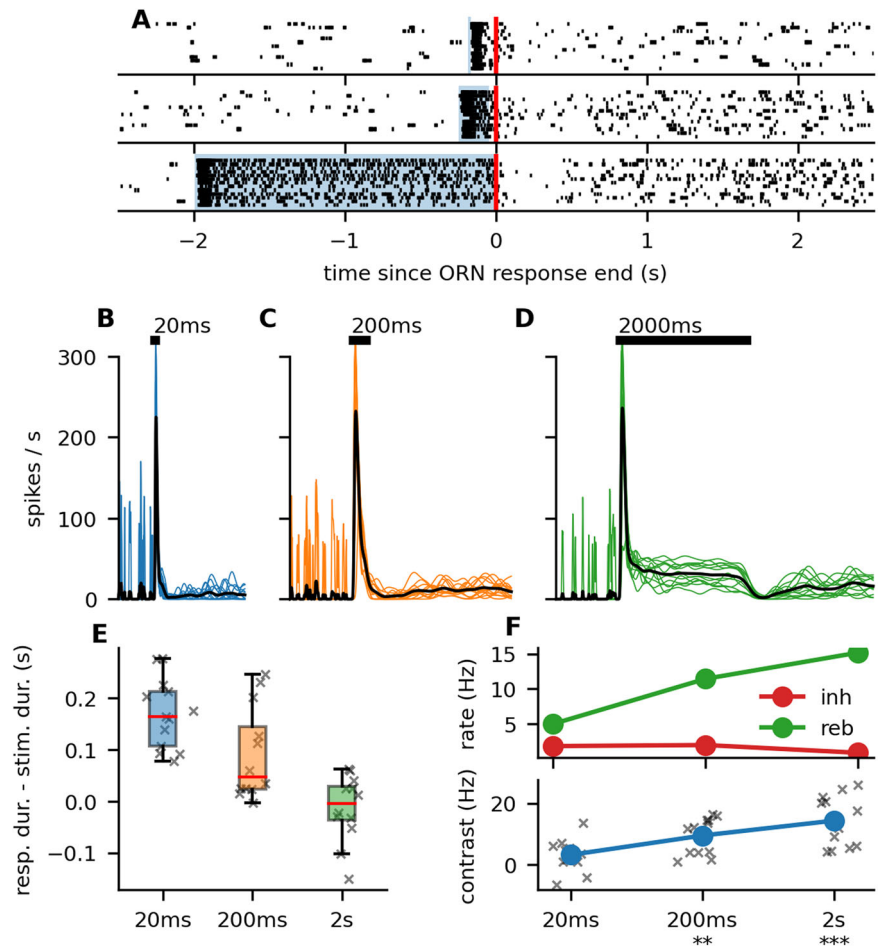 A
−2 −1 0 1 2
time since ORN response end (s)
B 20ms C 200ms D 2000ms
300
200
100
0
spikes / s
E
resp. dur. - stim. dur. (s)
0.2
0.1
0.0
−0.1
20ms 200ms 2s
F
rate (Hz)
15
10
5
inh
reb
contrast (Hz)
20
0
20ms 200ms 2s
** ***